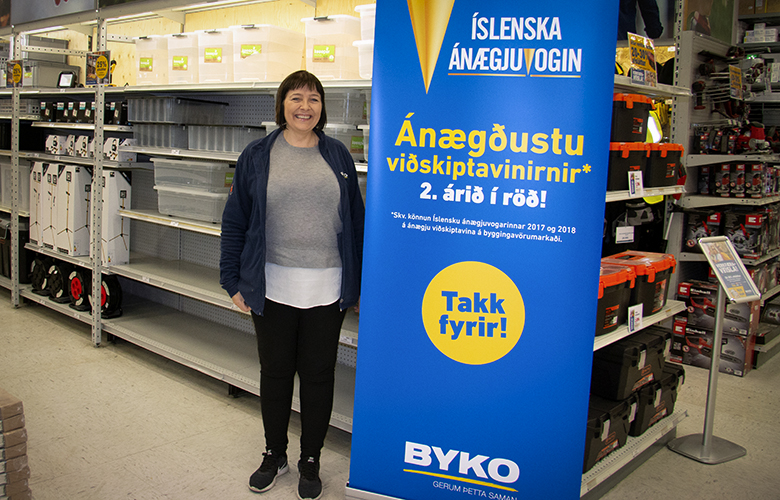 ÍSLENSKA
ÁNÆGJUVOGIN
Ánægðustu
viðskiptavinirnir*
2. árið í röð!
*Skv. könnun Íslensku ánægjuvogarinnar 2017 og 2018
á ánægju viðskiptavina á byggingavörumarkaði.
Takk
fyrir!
BYKO
GERUM ÞETTA SAMAN